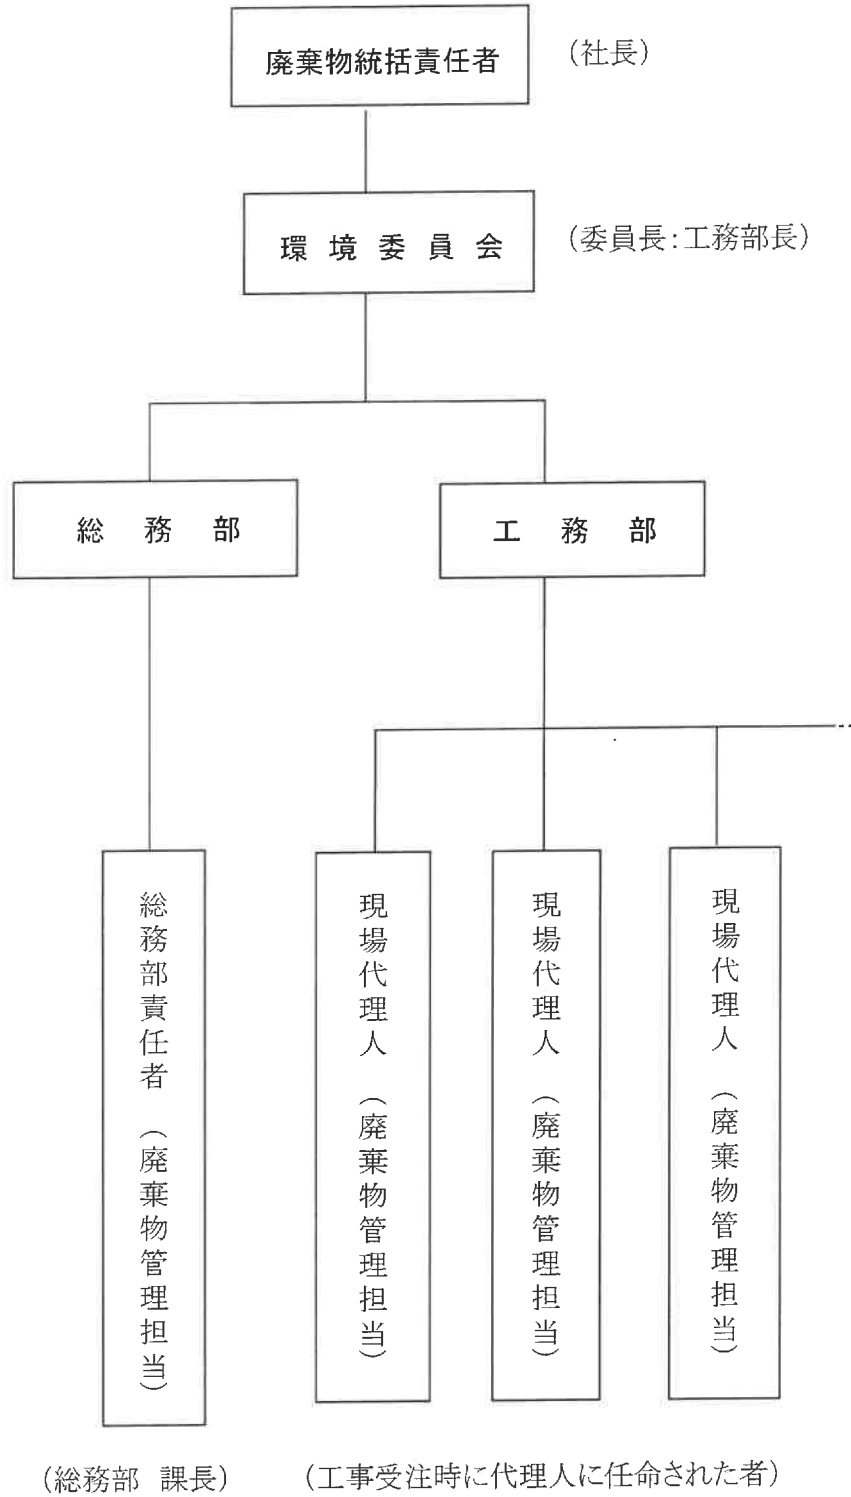 廃棄物統括責任者
(社長)
環境委員会
(委員長:工務部長)
総務部
工務部
総務部責任者(廃棄物管理担当)
現場代理人(廃棄物管理担当)
現場代理人(廃棄物管理担当)
現場代理人(廃棄物管理担当)
(総務部 課長)
(工事受注時に代理人に任命された者)